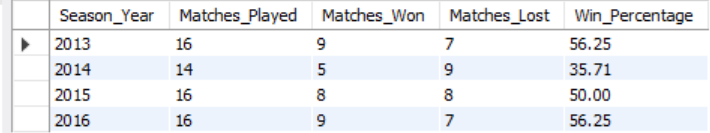 Season_Year Matches_Played Matches_Won Matches_Lost Win_Percentage
2013 16 9 7 56.25
2014 14 5 9 35.71
2015 16 8 8 50.00
2016 16 9 7 56.25